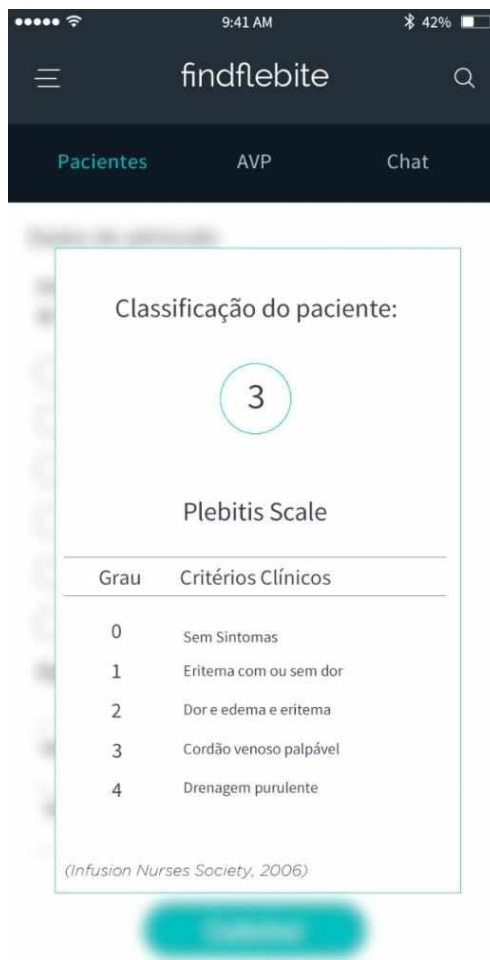 9:41 AM 42%
findflebite
Pacientes AVP Chat
Classificação do paciente:
3
Plebitis Scale
Grau Critérios Clínicos
0 Sem Sintomas
1 Eritema com ou sem dor
2 Dor e edema e eritema
3 Cordão venoso palpável
4 Drenagem purulente
(Infusion Nurses Society, 2006)